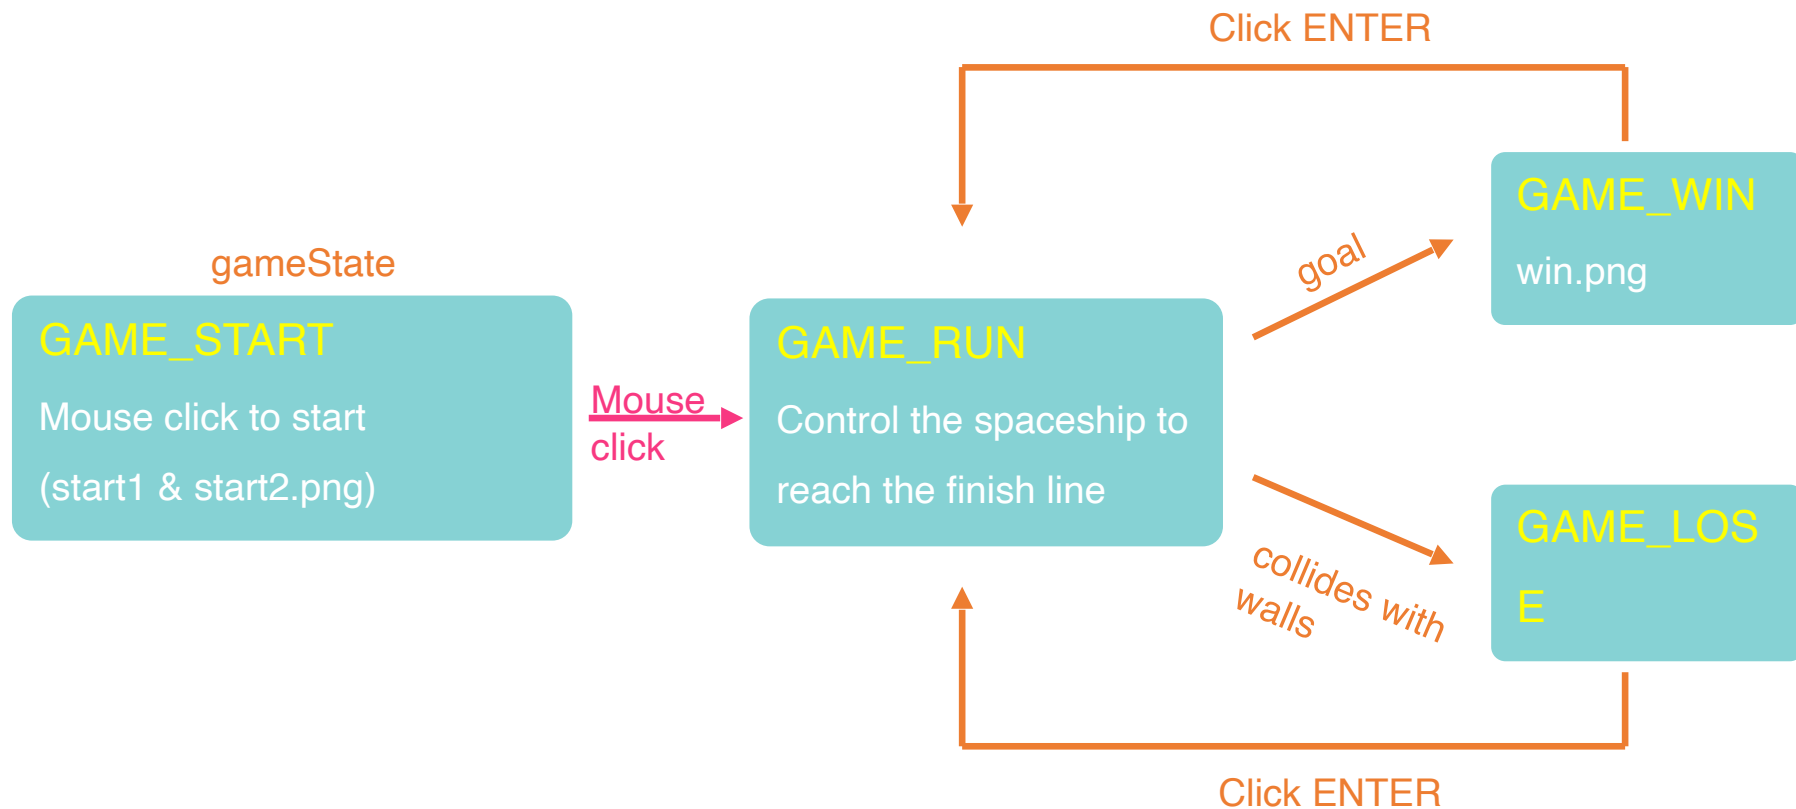 Click ENTER
gameState
GAME_START
Mouse click to start
(start1 & start2.png)
Mouse
click
GAME_RUN
Control the spaceship to
reach the finish line
goal
GAME_WIN
win.png
collides with
walls
GAME_LOS
E
Click ENTER